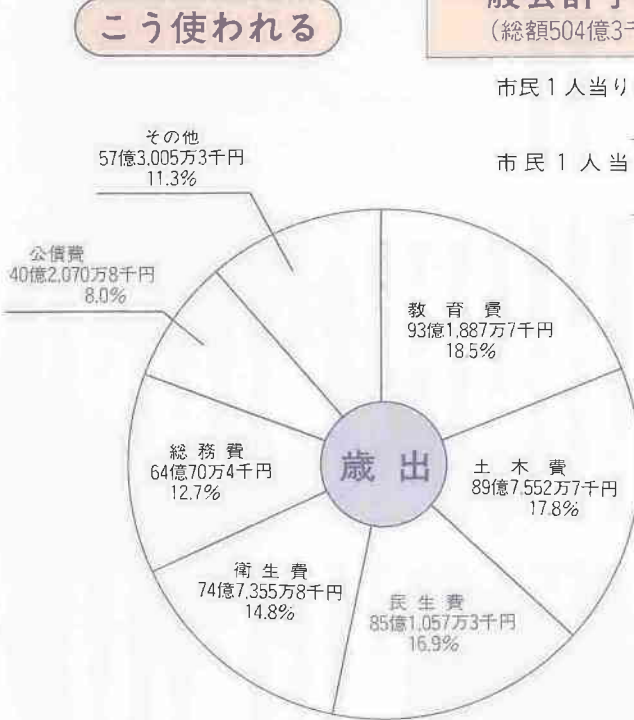 こう使われる
般会計予
(総額504億3千
市民1人当り
市民1人当
その他
57億3,005万3千円
11.3%
公債費
40億2,070万8千円
8.0%
教育費
93億1,887万7千円
18.5%
総務費
64億70万4千円
12.7%
歳出
土木費
89億7,552万7千円
17.8%
衛生費
74億7,355万8千円
14.8%
民生費
85億1,057万3千円
16.9%